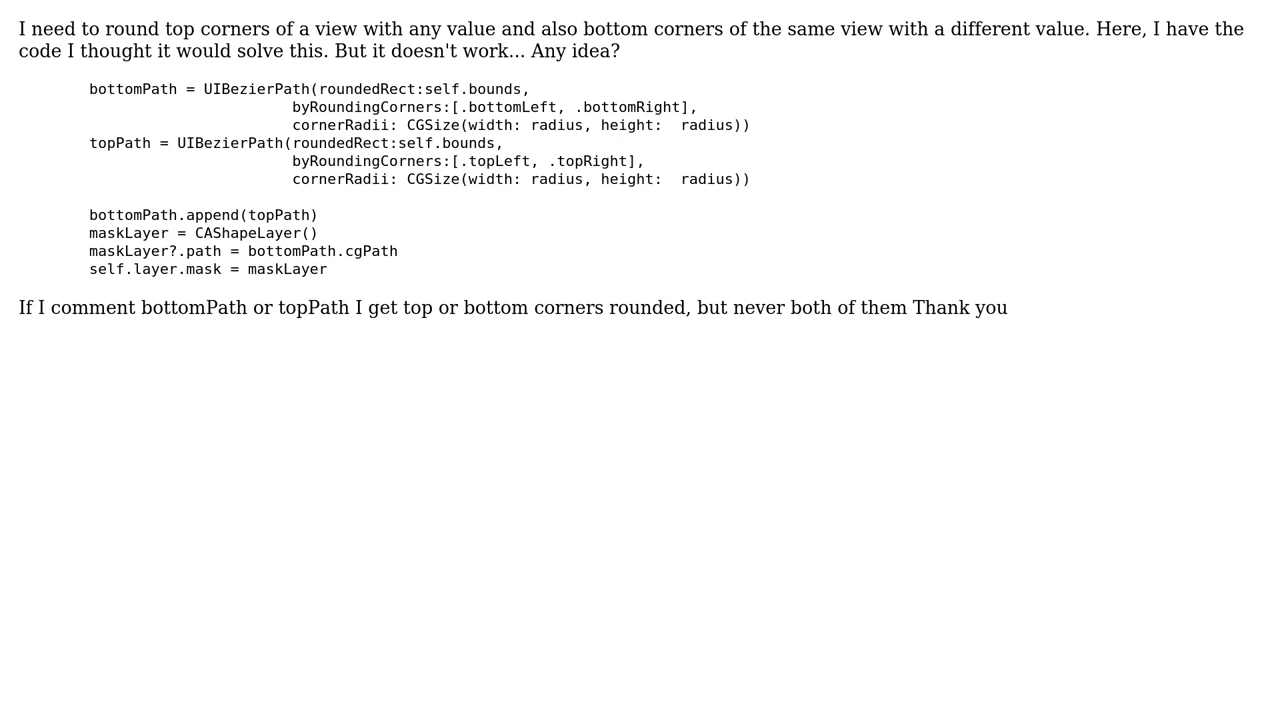 I need to round top corners of a view with any value and also bottom corners of the same view with a different value. Here, I have the
code I thought it would solve this. But it doesn't work... Any idea?
bottomPath = UIBezierPath(roundedRect:self.bounds,
byRoundingCorners:[.bottomLeft, .bottomRight],
cornerRadii: CGSize(width: radius, height:  radius))
topPath = UIBezierPath(roundedRect:self.bounds,
byRoundingCorners:[.topLeft, .topRight],
cornerRadii: CGSize(width: radius, height:  radius))
bottomPath.append(topPath)
maskLayer = CAShapeLayer()
maskLayer?.path = bottomPath.cgPath
self.layer.mask = maskLayer
If I comment bottomPath or topPath I get top or bottom corners rounded, but never both of them Thank you